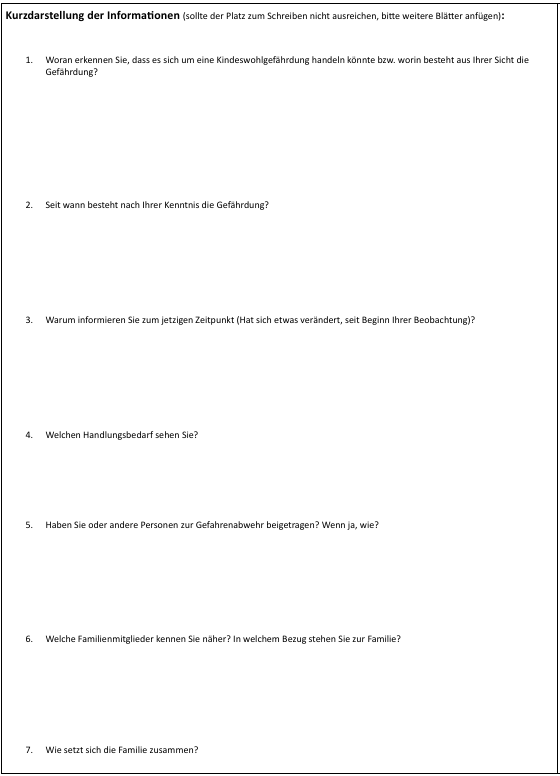 Kurzdarstellung der Informationen (sollte der Platz zum Schreiben nicht ausreichen, bitte weitere Blätter anfügen):
1. Woran erkennen Sie, dass es sich um eine Kindeswohlgefährdung handeln könnte bzw. worin besteht aus Ihrer Sicht die
Gefährdung?
2. Seit wann besteht nach Ihrer Kenntnis die Gefährdung?
3. Warum informieren Sie zum jetzigen Zeitpunkt (Hat sich etwas verändert, seit Beginn Ihrer Beobachtung)?
4. Welchen Handlungsbedarf sehen Sie?
5. Haben Sie oder andere Personen zur Gefahrenabwehr beigetragen? Wenn ja, wie?
6. Welche Familienmitglieder kennen Sie näher? In welchem Bezug stehen Sie zur Familie?
7. Wie setzt sich die Familie zusammen?